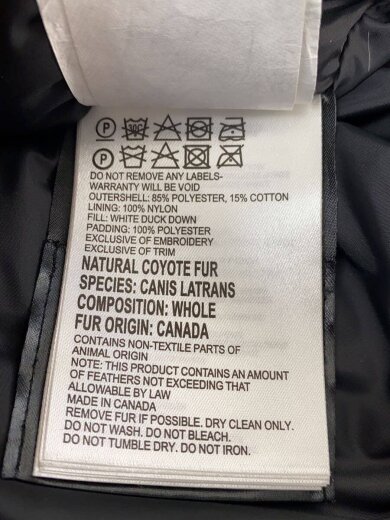 P 30C
P
DO NOT REMOVE ANY LABELS-
WARRANTY WILL BE VOID
OUTERSHELL: 85% POLYESTER, 15% COTTON
LINING: 100% NYLON
FILL: WHITE DUCK DOWN
PADDING: 100% POLYESTER
EXCLUSIVE OF EMBROIDERY
EXCLUSIVE OF TRIM
NATURAL COYOTE FUR
SPECIES: CANIS LATRANS
COMPOSITION: WHOLE
FUR ORIGIN: CANADA
CONTAINS NON-TEXTILE PARTS OF
ANIMAL ORIGIN
NOTE: THIS PRODUCT CONTAINS AN AMOUNT
OF FEATHERS NOT EXCEEDING THAT
ALLOWABLE BY LAW
MADE IN CANADA
REMOVE FUR IF POSSIBLE. DRY CLEAN ONLY.
DO NOT WASH. DO NOT BLEACH.
DO NOT TUMBLE DRY. DO NOT IRON.